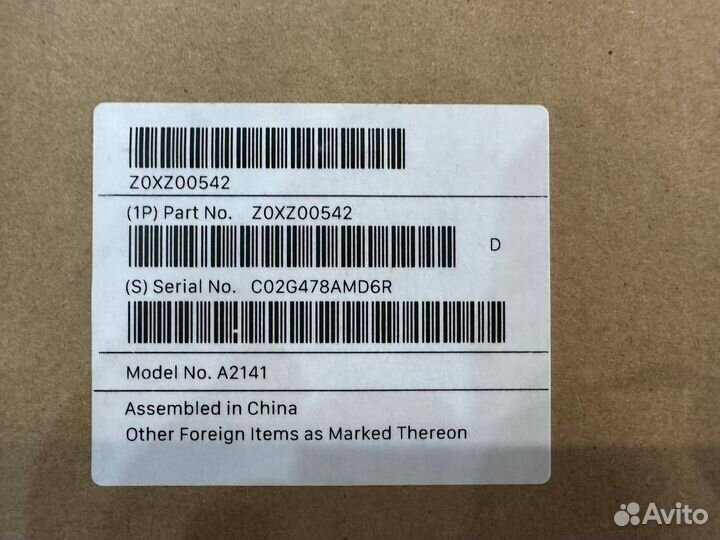 Z0XZ00542
(1P) Part No. Z0XZ00542
D
(S) Serial No. C02G478AMD6R
Model No. A2141
Assembled in China
Other Foreign Items as Marked Thereon
Avito